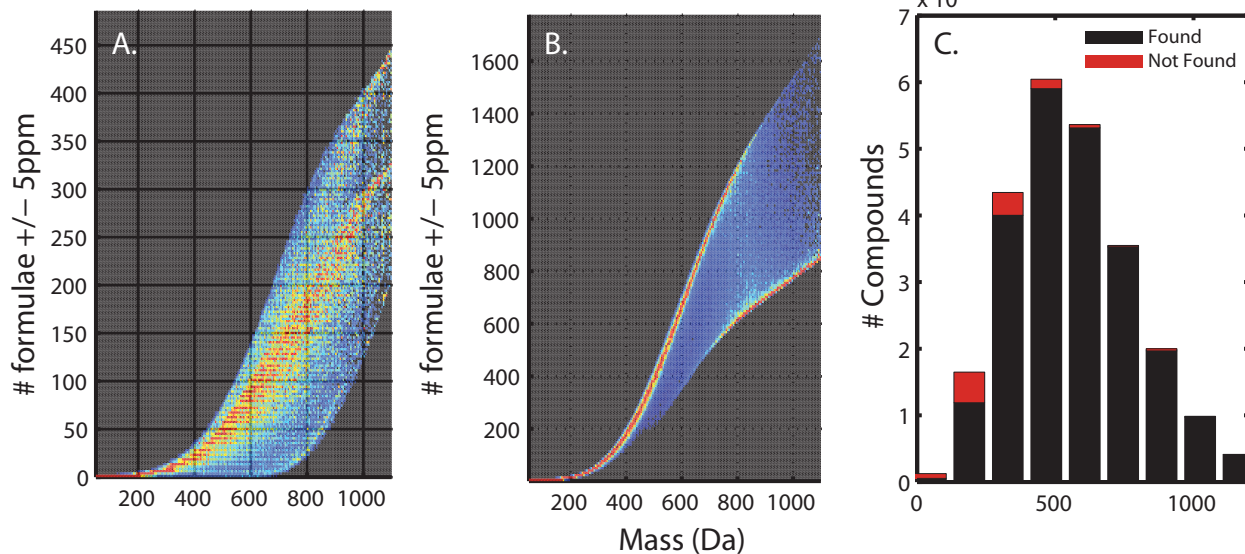 A.
# formulae +/− 5ppm
450
400
350
300
250
200
150
100
50
0
200 400 600 800 1000
B.
# formulae +/− 5ppm
1600
1400
1200
1000
800
600
400
200
200 400 600 800 1000
Mass (Da)
C.
x 10
Found
Not Found
# Compounds
7
6
5
4
3
2
1
0
0 500 1000